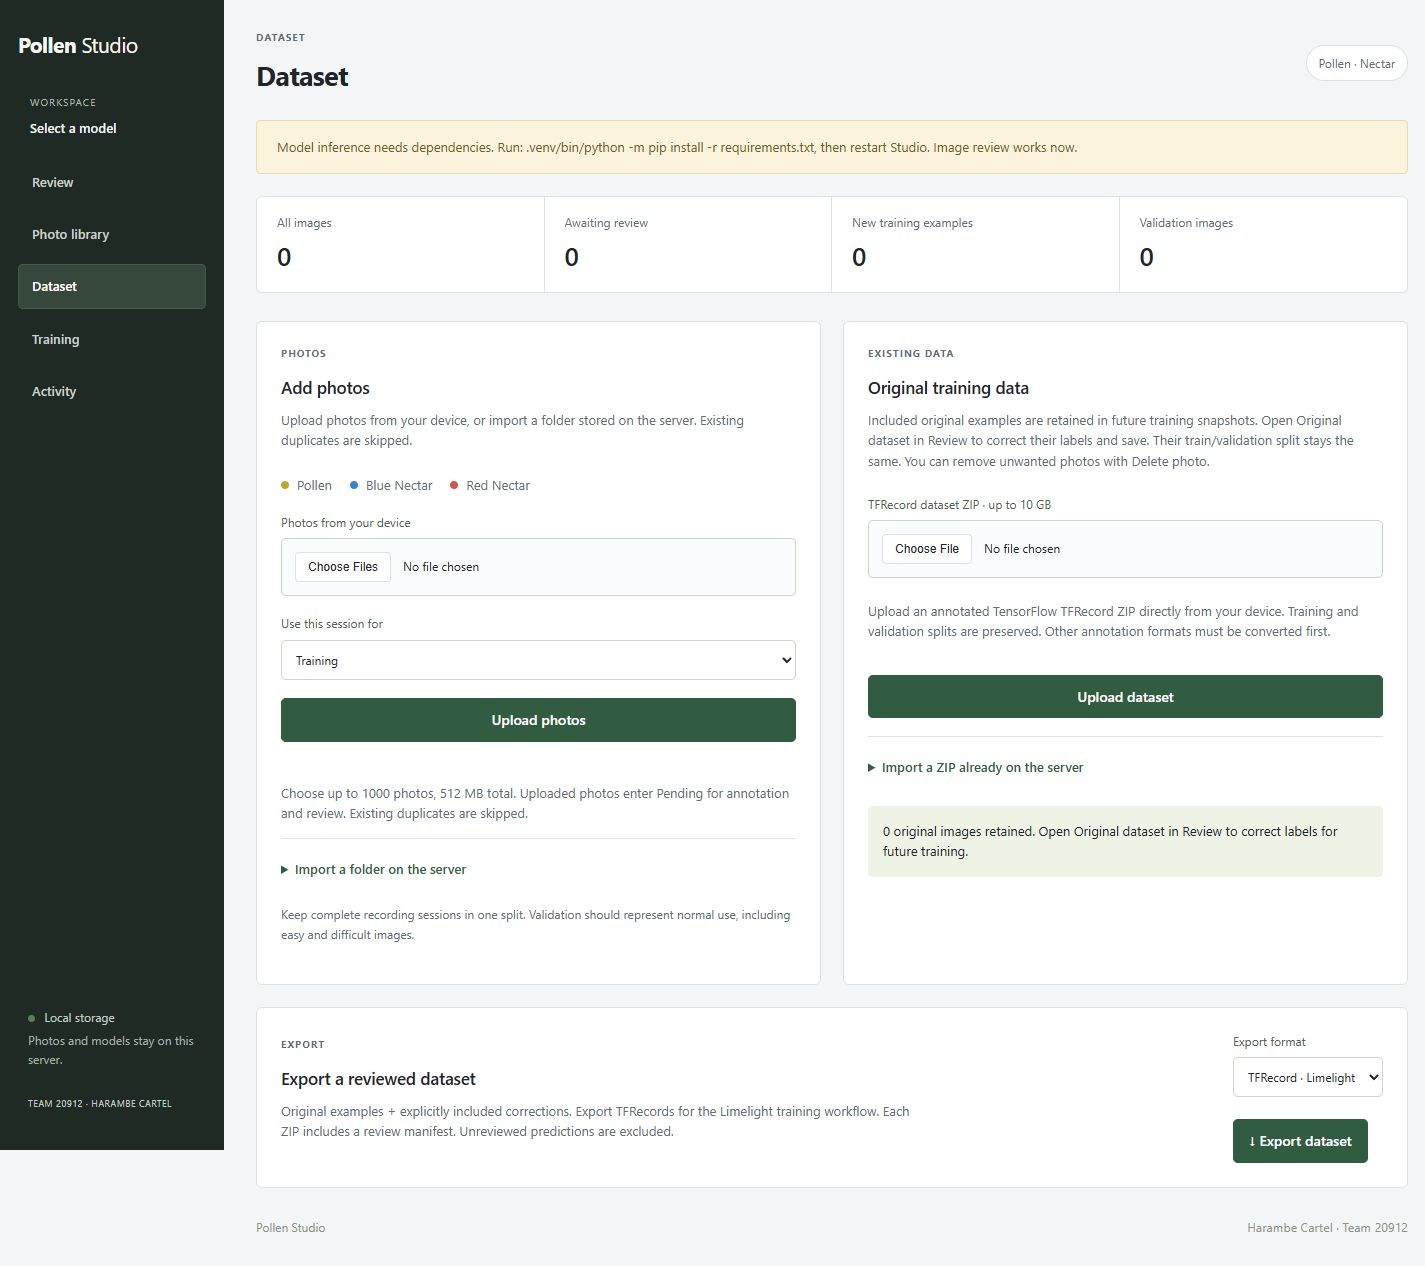 Pollen Studio
WORKSPACE
Select a model
Review
Photo library
Dataset
Training
Activity
Local storage
Photos and models stay on this
server.
TEAM 20912 · HARAMBE CARTEL
DATASET
Dataset
Pollen · Nectar
Model inference needs dependencies. Run: .venv/bin/python -m pip install -r requirements.txt, then restart Studio. Image review works now.
All images
0
Awaiting review
0
New training examples
0
Validation images
0
PHOTOS
Add photos
Upload photos from your device, or import a folder stored on the server. Existing
duplicates are skipped.
Pollen
Blue Nectar
Red Nectar
Photos from your device
Choose Files No file chosen
Use this session for
Training
Upload photos
Choose up to 1000 photos, 512 MB total. Uploaded photos enter Pending for annotation
and review. Existing duplicates are skipped.
Import a folder on the server
Keep complete recording sessions in one split. Validation should represent normal use, including
easy and difficult images.
EXISTING DATA
Original training data
Included original examples are retained in future training snapshots. Open Original
dataset in Review to correct their labels and save. Their train/validation split stays the
same. You can remove unwanted photos with Delete photo.
TFRecord dataset ZIP · up to 10 GB
Choose File No file chosen
Upload an annotated TensorFlow TFRecord ZIP directly from your device. Training and
validation splits are preserved. Other annotation formats must be converted first.
Upload dataset
Import a ZIP already on the server
0 original images retained. Open Original dataset in Review to correct labels for
future training.
EXPORT
Export a reviewed dataset
Original examples + explicitly included corrections. Export TFRecords for the Limelight training workflow. Each
ZIP includes a review manifest. Unreviewed predictions are excluded.
Export format
TFRecord · Limelight
↓ Export dataset
Pollen Studio
Harambe Cartel · Team 20912